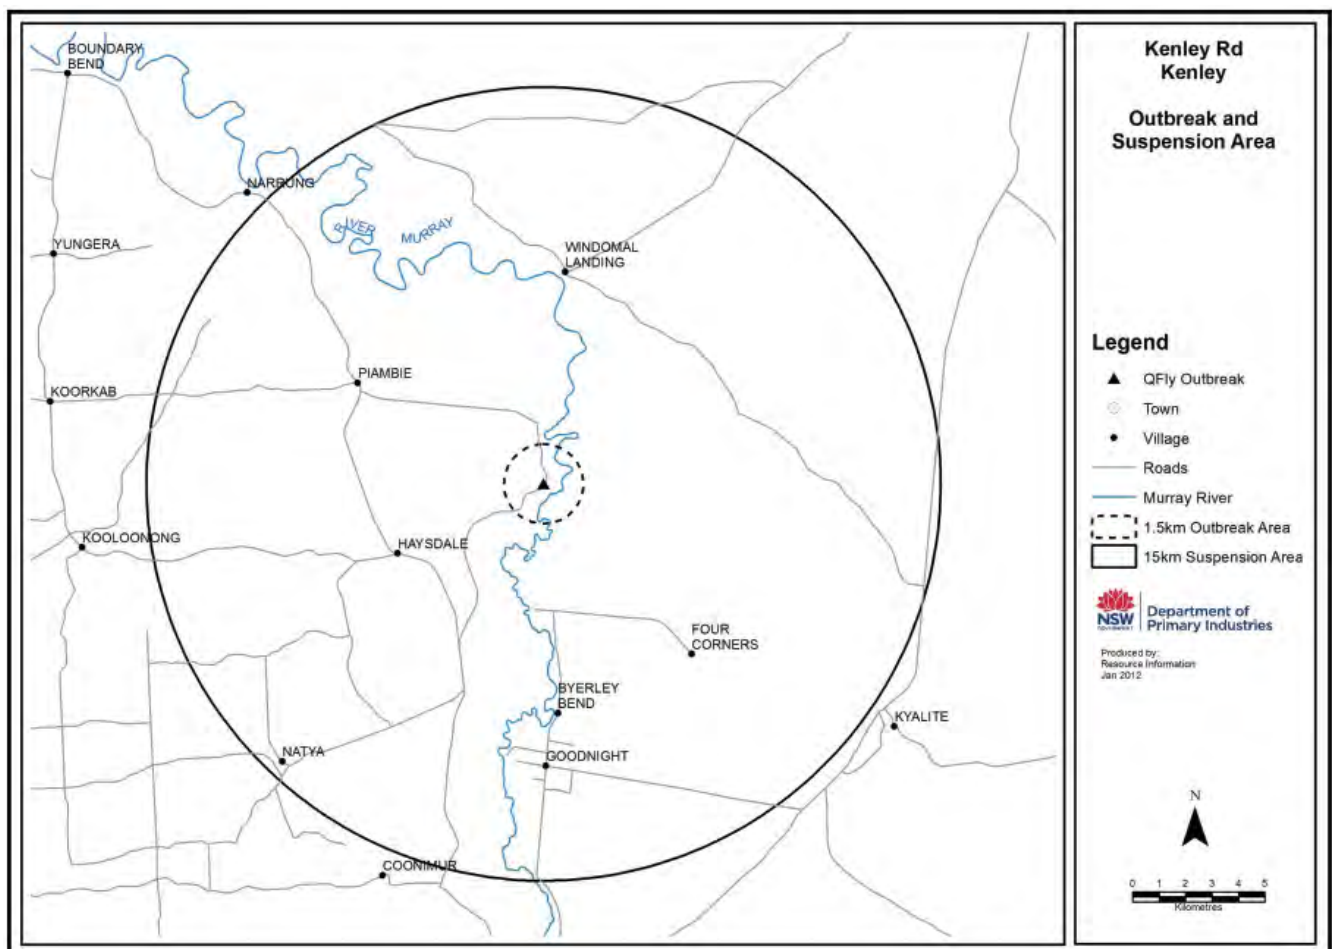 BOUNDARY
BEND
NARRUNG
RIVER MURRAY
YUNGERA
WINDOMAL
LANDING
PIAMBIE
KOORKAB
KOOLOONONG
HAYSDALE
FOUR
CORNERS
BYERLEY
BEND
KYALITE
NATYA
GOODNIGHT
COONIMUR
Kenley Rd
Kenley
Outbreak and
Suspension Area
Legend
QFly Outbreak
Town
Village
Roads
Murray River
1.5km Outbreak Area
15km Suspension Area
NSW
GOVERNMENT
Department of
Primary Industries
Produced by:
Resource Information
Jan 2012
N
0 1 2 3 4 5
Kilometres